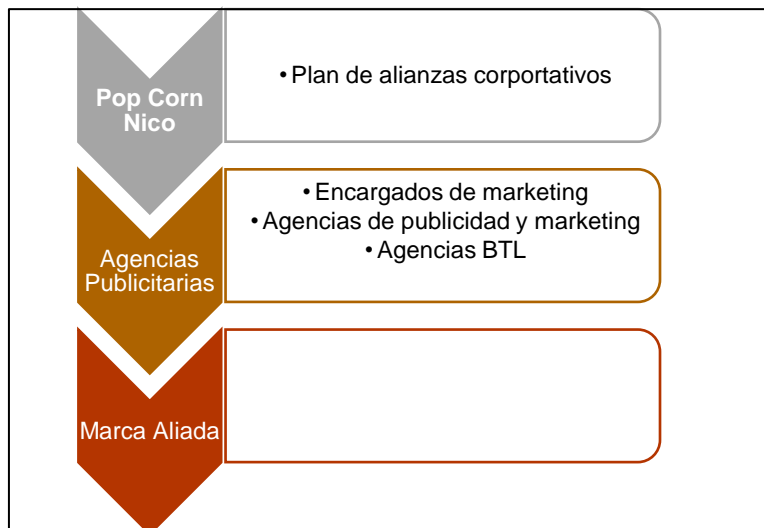 Pop Corn
Nico
• Plan de alianzas corportativos
Agencias
Publicitarias
• Encargados de marketing
• Agencias de publicidad y marketing
• Agencias BTL
Marca Aliada